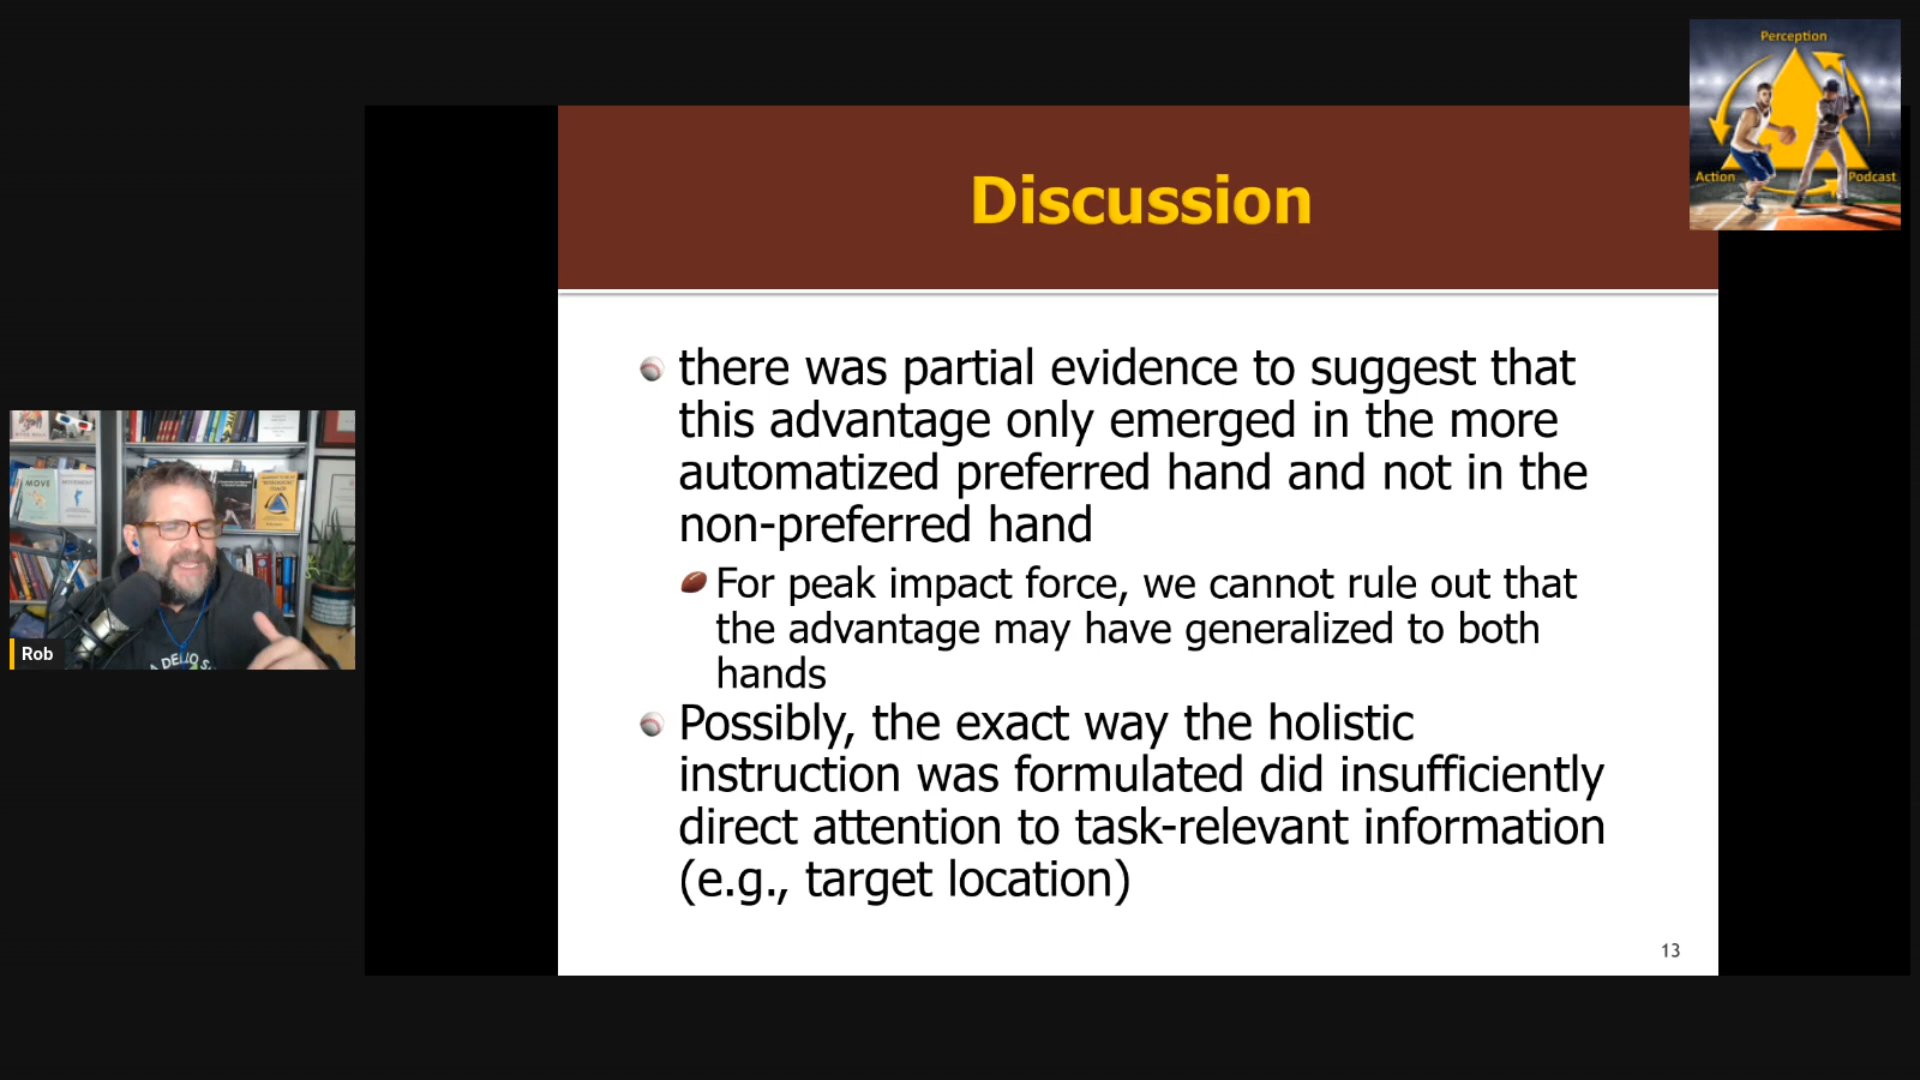 Perception
Action
Podcast
Discussion
there was partial evidence to suggest that
this advantage only emerged in the more
automatized preferred hand and not in the
non-preferred hand
For peak impact force, we cannot rule out that
the advantage may have generalized to both
hands
Possibly, the exact way the holistic
instruction was formulated did insufficiently
direct attention to task-relevant information
(e.g., target location)
13
MOVE
Rob